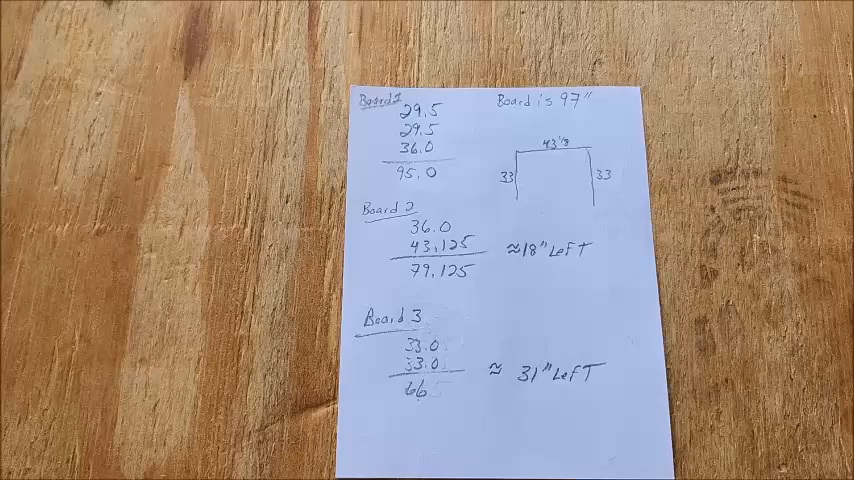 Board 1
Board is 97"
29.5
29.5
36.0
95.0
43 1/8
33
33
Board 2
36.0
43.125
79.125
≈18" LeFT
Board 3
33.0
33.0
66
≈ 31" LeFT